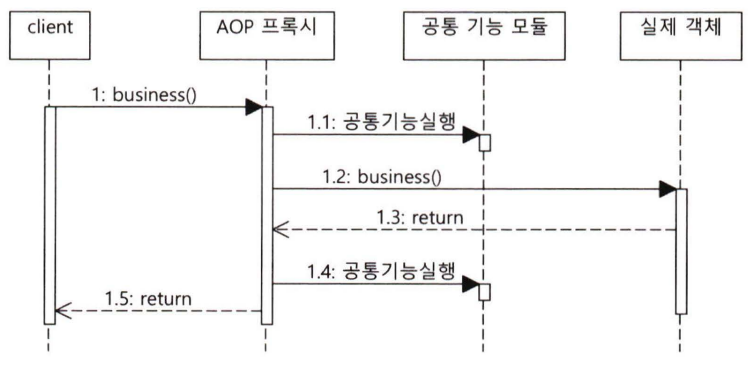 client
AOP 프록시
공통 기능 모듈
실제 객체
1: business()
1.1: 공통기능실행
1.2: business()
1.3: return
1.4: 공통기능실행
1.5: return